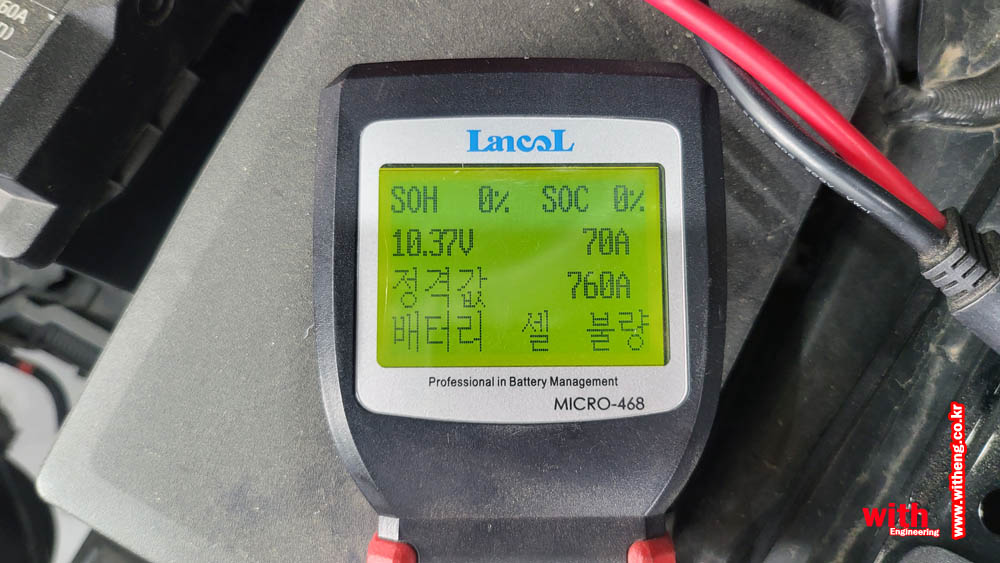 60A
LancoL
SOH 0% SOC 0%
10.37V 70A
정격값 760A
배터리 셀 불량
Professional in Battery Management
MICRO-468
with
Engineering
www.witheng.co.kr